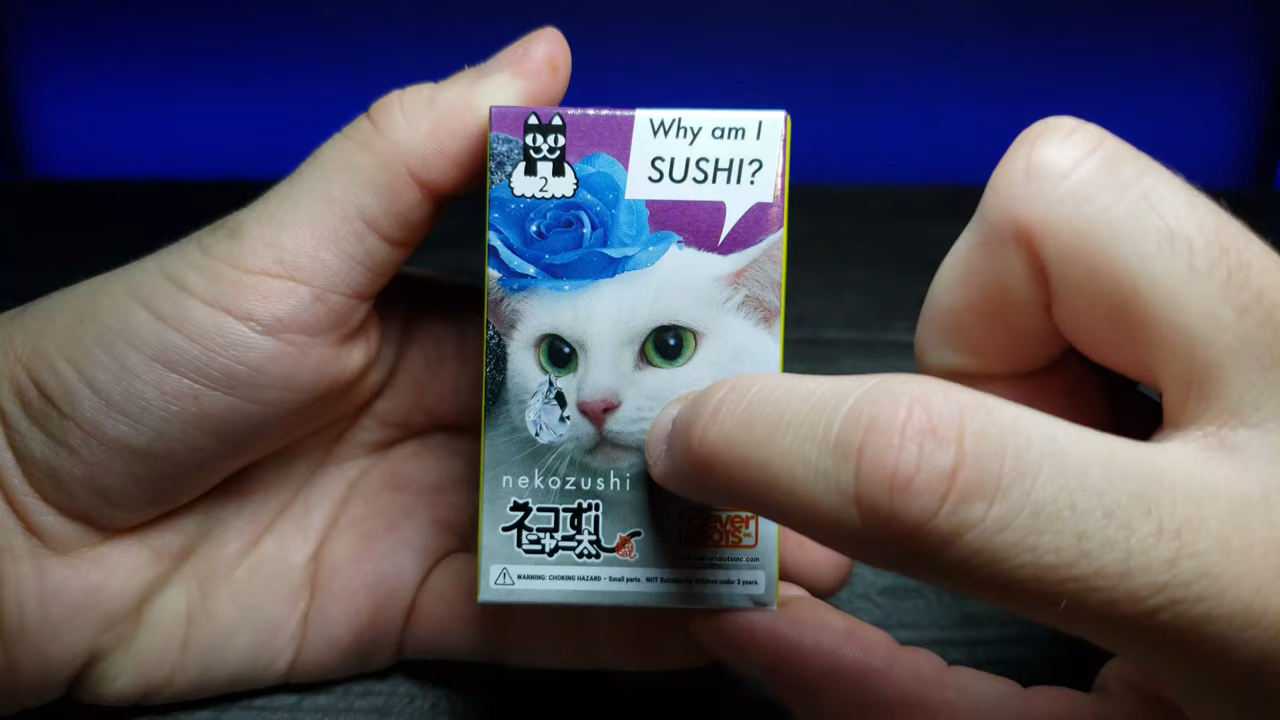 2
Why am I
SUSHI?
nekozushi
ネコずし
ニャー太
WARNING: CHOKING HAZARD – Small parts. NOT Suitable for children under 3 years.